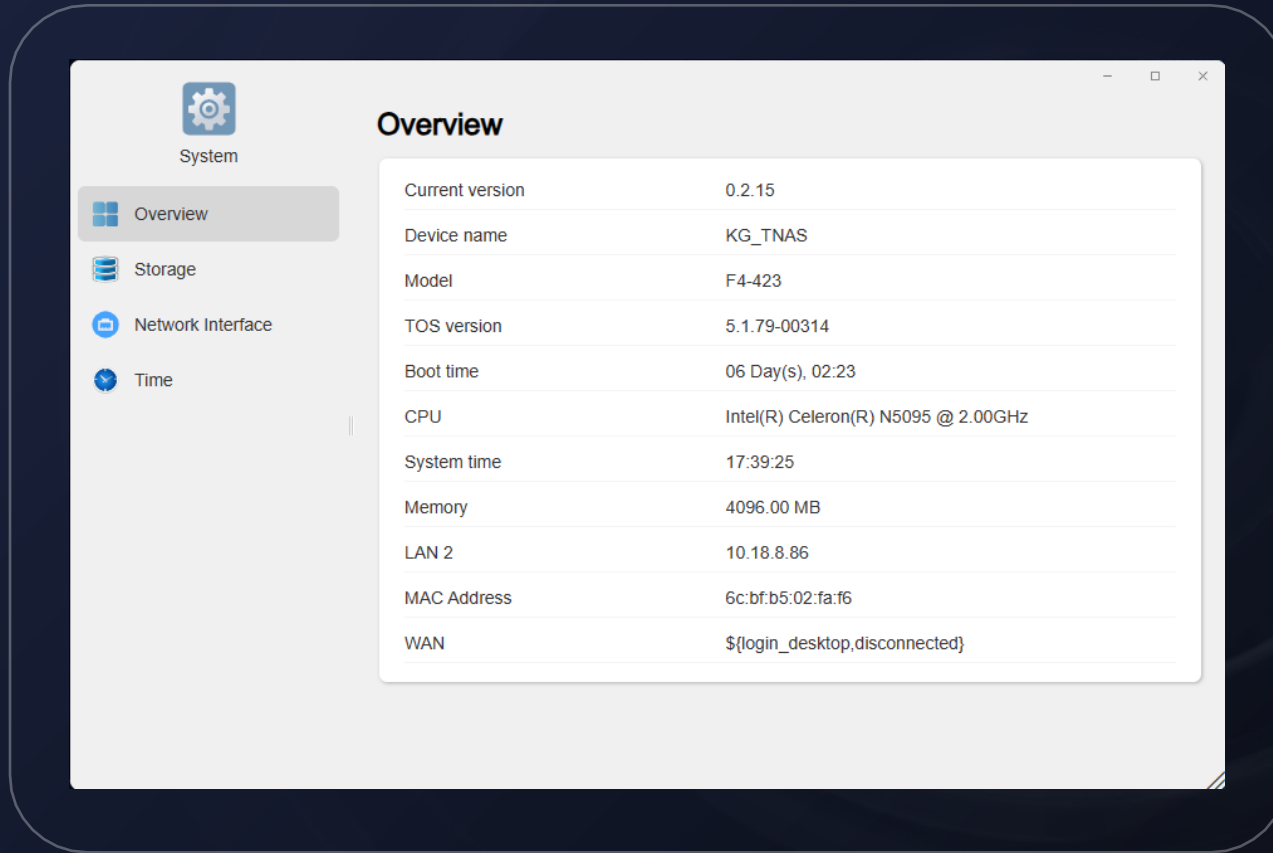 System
Overview
Storage
Network Interface
Time
Overview
Current version 0.2.15
Device name KG_TNAS
Model F4-423
TOS version 5.1.79-00314
Boot time 06 Day(s), 02:23
CPU Intel(R) Celeron(R) N5095 @ 2.00GHz
System time 17:39:25
Memory 4096.00 MB
LAN 2 10.18.8.86
MAC Address 6c:bf:b5:02:fa:f6
WAN ${login_desktop,disconnected}